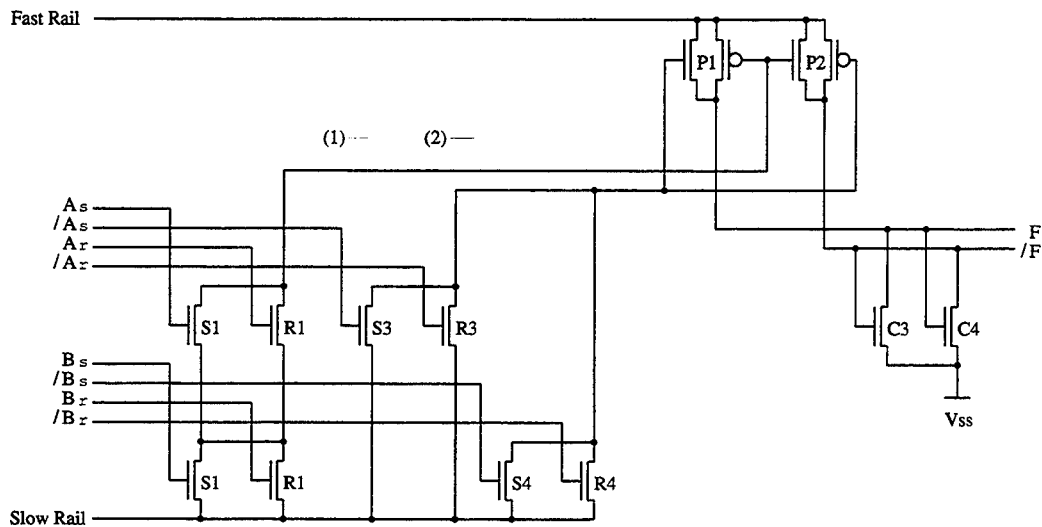 Fast Rail
P1
P2
(1)
(2)
As
/As
Ar
/Ar
F
/F
S1
R1
S3
R3
C3
C4
Bs
/Bs
Br
/Br
Vss
S1
R1
S4
R4
Slow Rail